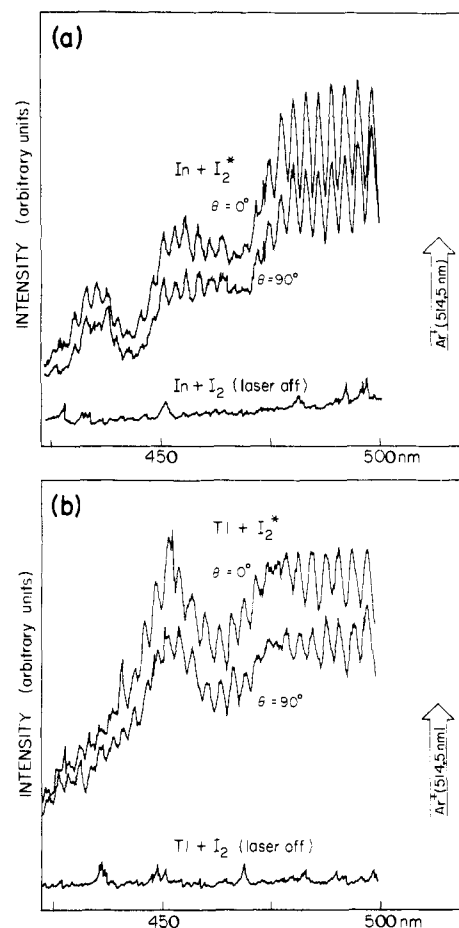 (a)
INTENSITY (arbitrary units)
In + I₂*
θ = 0°
θ = 90°
Ar⁺ (514.5 nm)
In + I₂ (laser off)
450
500 nm
(b)
INTENSITY (arbitrary units)
Tl + I₂*
θ = 0°
θ = 90°
Ar⁺ (514.5 nm)
Tl + I₂ (laser off)
450
500 nm